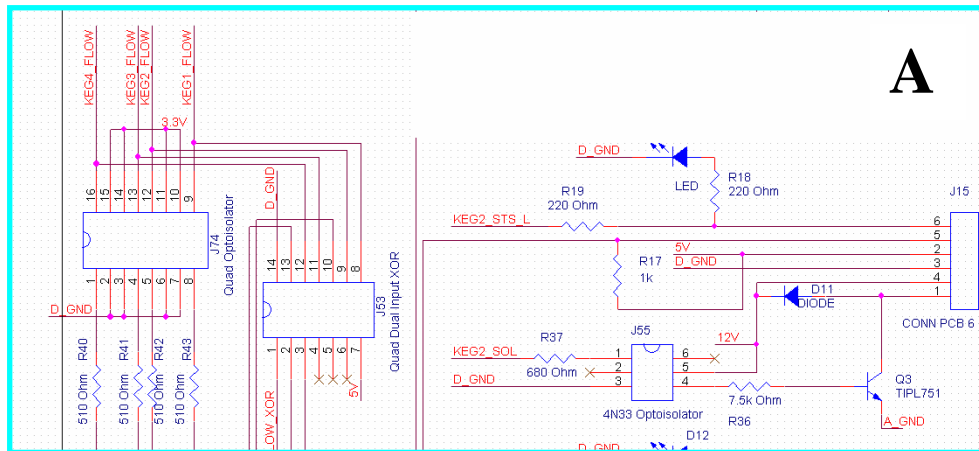 A
KEG4_FLOW
KEG3_FLOW
KEG2_FLOW
KEG1_FLOW
3.3V
16 15 14 13 12 11 10 9
J74
Quad Optoisolator
1 2 3 4 5 6 7 8
D_GND
R40
510 Ohm
R41
510 Ohm
R42
510 Ohm
R43
510 Ohm
D_GND
14 13 12 11 10 9 8
J53
Quad Dual Input XOR
1 2 3 4 5 6 7
LOW_XOR
5V
D_GND
LED
R18
220 Ohm
R19
220 Ohm
KEG2_STS_L
J15
6
5
2
3
4
1
CONN PCB 6
5V
D_GND
R17
1k
D11
DIODE
12V
J55
R37
KEG2_SOL
680 Ohm
D_GND
1 6
2 5
3 4
4N33 Optoisolator
7.5k Ohm
R36
Q3
TIPL751
A_GND
D12
D_GND